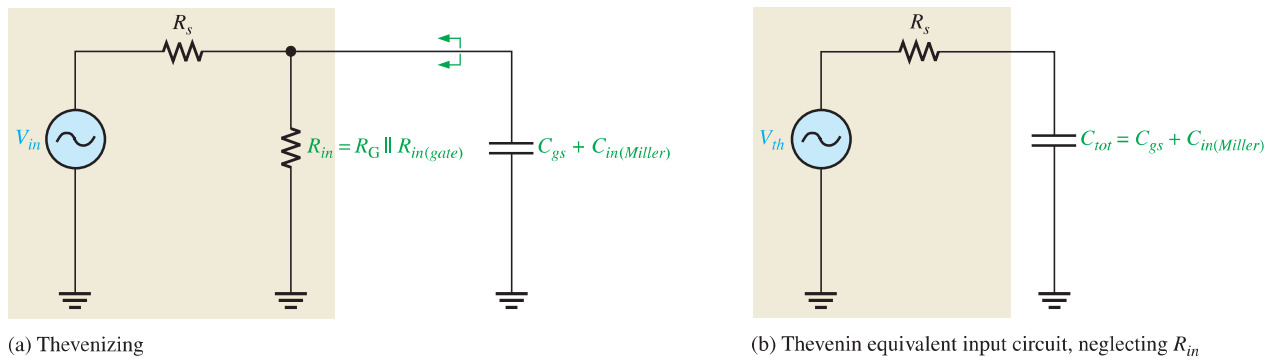 R_s
V_in
R_in = R_G || R_in(gate)
C_gs + C_in(Miller)
(a) Thevenizing
R_s
V_th
C_tot = C_gs + C_in(Miller)
(b) Thevenin equivalent input circuit, neglecting R_in